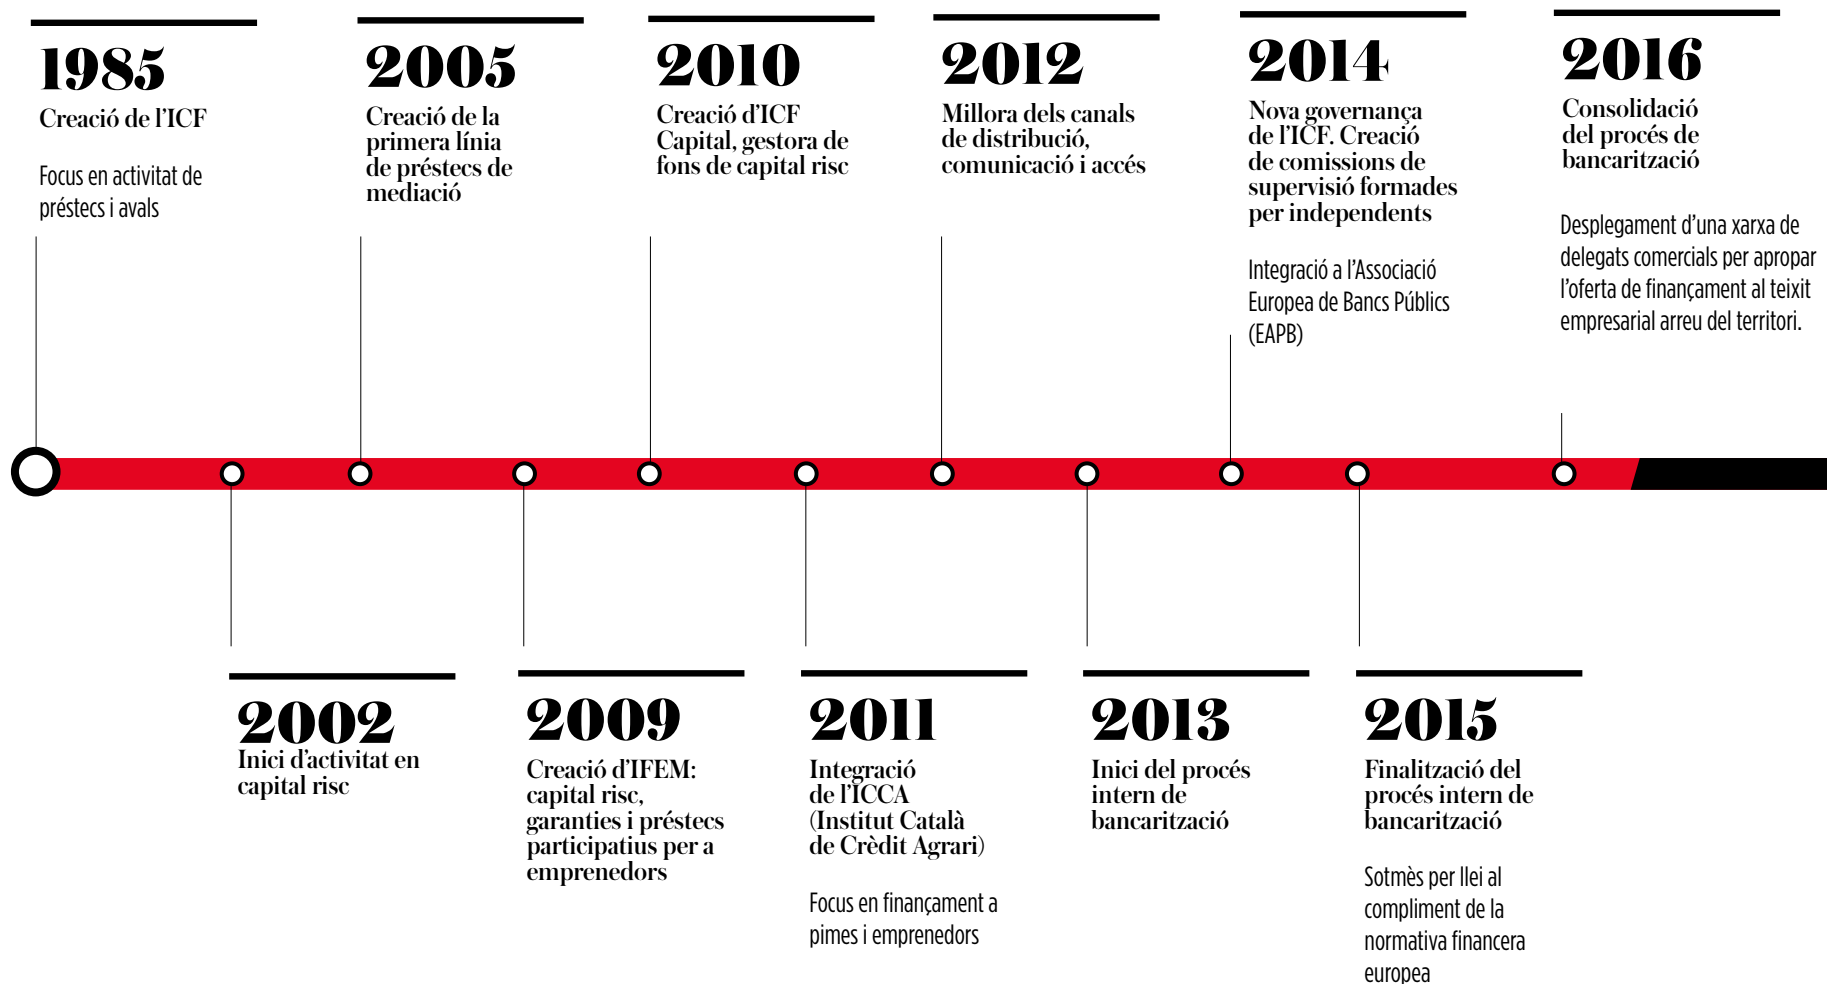 1985
Creació de l’ICF
Focus en activitat de
préstecs i avals
2005
Creació de la
primera línia
de préstecs de
mediació
2010
Creació d’ICF
Capital, gestora de
fons de capital risc
2012
Millora dels canals
de distribució,
comunicació i accés
2014
Nova governança
de l’ICF. Creació
de comissions de
supervisió formades
per independents
Integració a l’Associació
Europea de Bancs Públics
(EAPB)
2016
Consolidació
del procés de
bancarització
Desplegament d’una xarxa de
delegats comercials per apropar
l’oferta de finançament al teixit
empresarial arreu del territori.
2002
Inici d’activitat en
capital risc
2009
Creació d’IFEM:
capital risc,
garanties i préstecs
participatius per a
emprenedors
2011
Integració
de l’ICCA
(Institut Català
de Crèdit Agrari)
Focus en finançament a
pimes i emprenedors
2013
Inici del procés
intern de
bancarització
2015
Finalització del
procés intern de
bancarització
Sotmès per llei al
compliment de la
normativa financera
europea